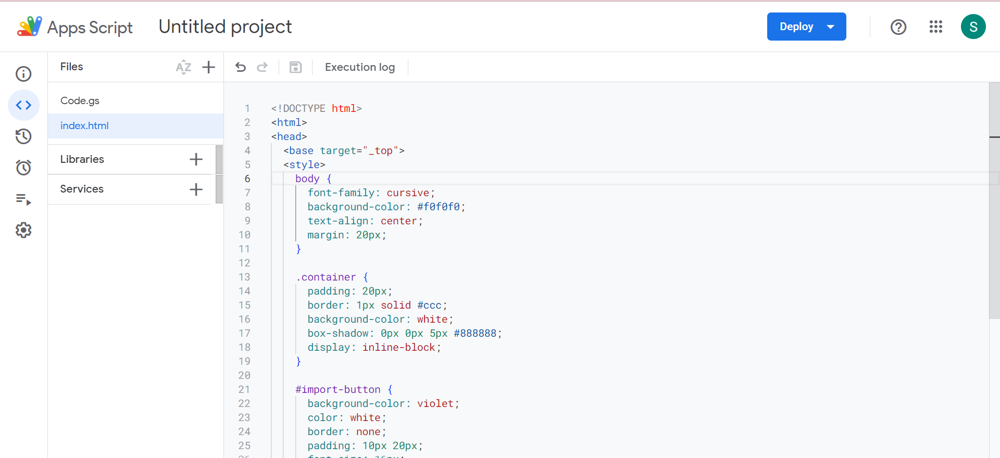 Apps Script
Untitled project
Deploy
S
Files
AZ
Execution log
Code.gs
index.html
Libraries
Services
1 <!DOCTYPE html>
2 <html>
3 <head>
4 <base target="_top">
5 <style>
6 body {
7 font-family: cursive;
8 background-color: #f0f0f0;
9 text-align: center;
10 margin: 20px;
11 }
12
13 .container {
14 padding: 20px;
15 border: 1px solid #ccc;
16 background-color: white;
17 box-shadow: 0px 0px 5px #888888;
18 display: inline-block;
19 }
20
21 #import-button {
22 background-color: violet;
23 color: white;
24 border: none;
25 padding: 10px 20px;
26 font-size: 16px;